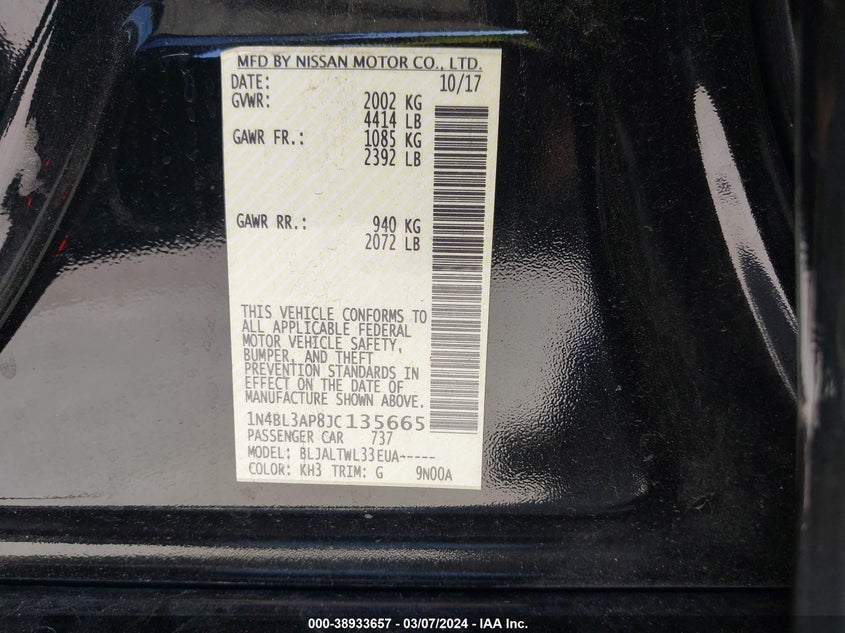 MFD BY NISSAN MOTOR CO., LTD.
DATE: 10/17
GVWR: 2002 KG
4414 LB
GAWR FR.: 1085 KG
2392 LB
GAWR RR.: 940 KG
2072 LB
THIS VEHICLE CONFORMS TO
ALL APPLICABLE FEDERAL
MOTOR VEHICLE SAFETY,
BUMPER, AND THEFT
PREVENTION STANDARDS IN
EFFECT ON THE DATE OF
MANUFACTURE SHOWN ABOVE.
1N4BL3AP8JC135665
PASSENGER CAR 737
MODEL: BLJALTWL33EUA-----
COLOR: KH3 TRIM: G 9N00A
000-38933657 - 03/07/2024 - IAA Inc.